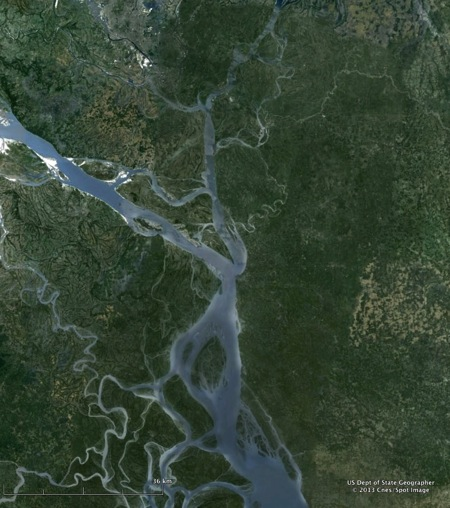 36 km
US Dept of State Geographer
© 2013 Cnes/Spot Image